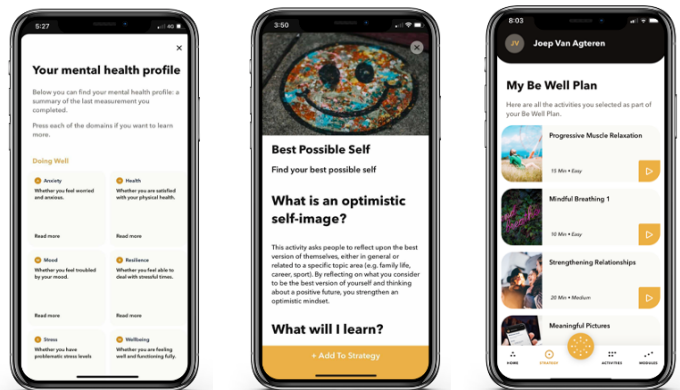 5:27
4G
Your mental health profile
Below you can find your mental health profile: a
summary of the last measurement you
completed.
Press each of the domains if you want to learn
more.
Doing Well
Anxiety
Whether you feel worried
and anxious.
Read more
Health
Whether you are satisfied
with your physical health.
Read more
Mood
Whether you feel troubled
by your mood.
Read more
Resilience
Whether you feel able to
deal with stressful times.
Read more
Stress
Whether you have
problematic stress levels
Wellbeing
Whether you are feeling
well and functioning fully.
3:50
Best Possible Self
Find your best possible self
What is an optimistic
self-image?
This activity asks people to reflect upon the best
version of themselves, either in general or
related to a specific topic area (e.g. family life,
career, sport). By reflecting on what you consider
to be the best version of yourself and thinking
about a positive future, you strengthen an
optimistic mindset.
What will I learn?
+ Add To Strategy
8:03
JV
Joep Van Agteren
My Be Well Plan
Here are all the activities you selected as part of
your Be Well Plan.
Progressive Muscle Relaxation
15 Min • Easy
Mindful Breathing 1
10 Min • Easy
Strengthening Relationships
20 Min • Medium
Meaningful Pictures
HOME
STRATEGY
ACTIVITIES
MODULES